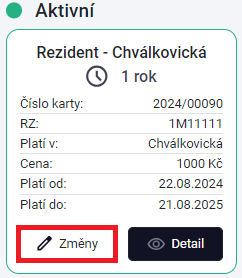 Aktivní
Rezident - Chválkovická
1 rok
Číslo karty: 2024/00090
RZ: 1M11111
Platí v: Chválkovická
Cena: 1000 Kč
Platí od: 22.08.2024
Platí do: 21.08.2025
Změny Detail